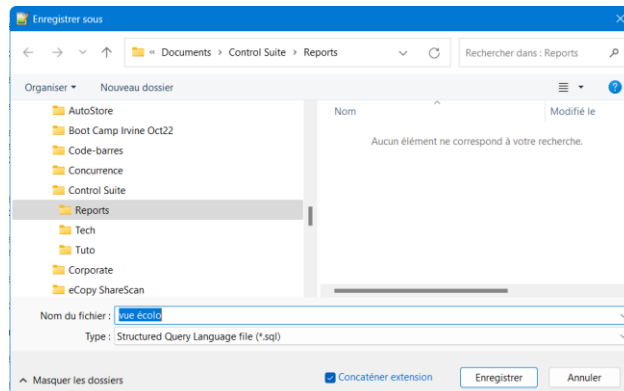 Enregistrer sous
« Documents > Control Suite > Reports
Rechercher dans : Reports
Organiser
Nouveau dossier
AutoStore
Boot Camp Irvine Oct22
Code-barres
Concurrence
Control Suite
Reports
Tech
Tuto
Corporate
eCopy ShareScan
Nom
Modifié le
Aucun élément ne correspond à votre recherche.
Nom du fichier : vue écolo
Type : Structured Query Language file (*.sql)
Masquer les dossiers
Concaténer extension
Enregistrer
Annuler